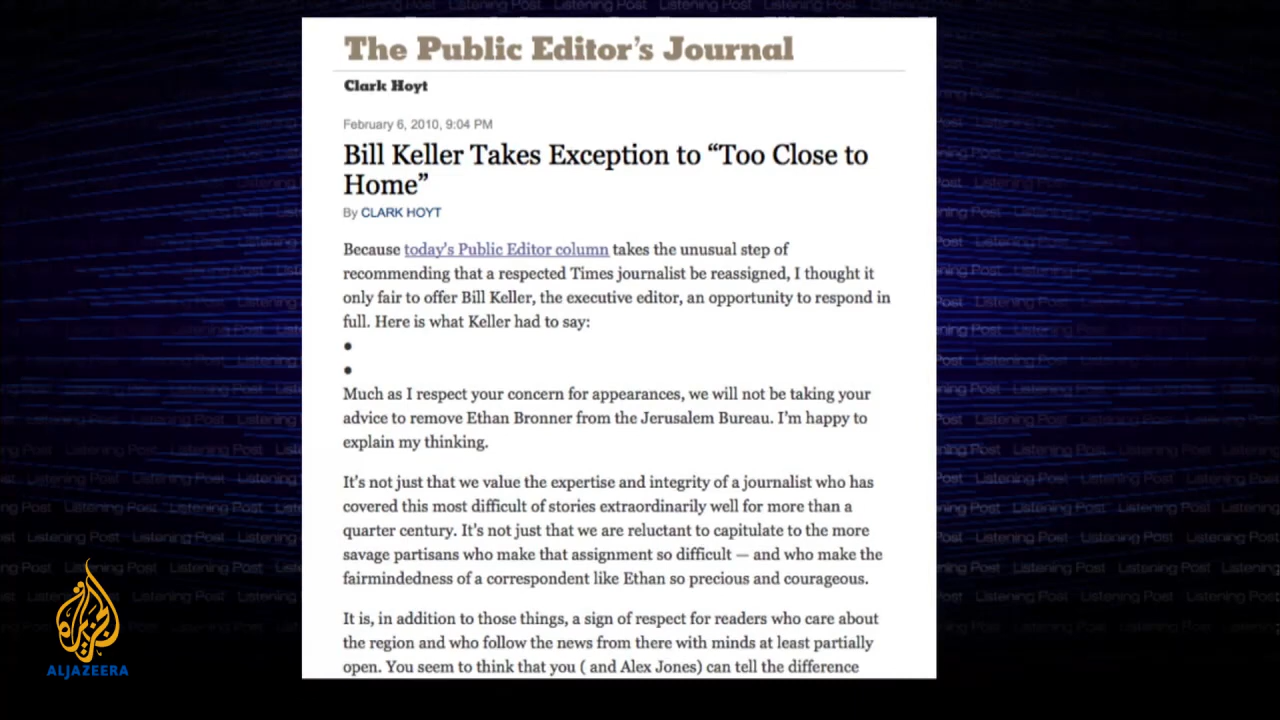 The Public Editor's Journal
Clark Hoyt
February 6, 2010, 9:04 PM
Bill Keller Takes Exception to “Too Close to
Home”
By CLARK HOYT
Because today's Public Editor column takes the unusual step of
recommending that a respected Times journalist be reassigned, I thought it
only fair to offer Bill Keller, the executive editor, an opportunity to respond in
full. Here is what Keller had to say:
•
•
Much as I respect your concern for appearances, we will not be taking your
advice to remove Ethan Bronner from the Jerusalem Bureau. I'm happy to
explain my thinking.
It's not just that we value the expertise and integrity of a journalist who has
covered this most difficult of stories extraordinarily well for more than a
quarter century. It's not just that we are reluctant to capitulate to the more
savage partisans who make that assignment so difficult — and who make the
fairmindedness of a correspondent like Ethan so precious and courageous.
It is, in addition to those things, a sign of respect for readers who care about
the region and who follow the news from there with minds at least partially
open. You seem to think that you ( and Alex Jones) can tell the difference
الجزيرة
ALJAZEERA
Listening Post